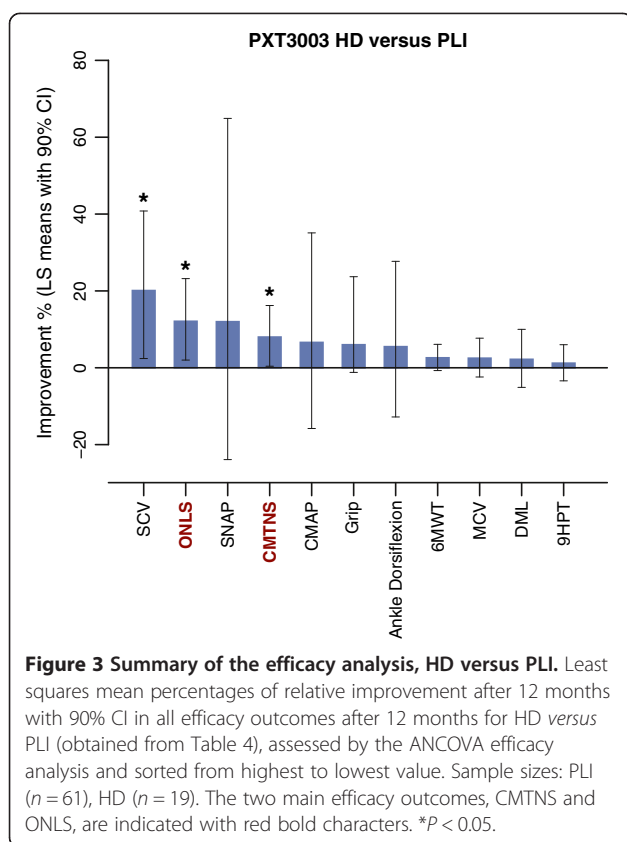 PXT3003 HD versus PLI
Improvement % (LS means with 90% CI)
80
60
40
20
0
−20
*
*
*
SCV
ONLS
SNAP
CMTNS
CMAP
Grip
Ankle Dorsiflexion
6MWT
MCV
DML
9HPT
Figure 3 Summary of the efficacy analysis, HD versus PLI. Least
squares mean percentages of relative improvement after 12 months
with 90% CI in all efficacy outcomes after 12 months for HD versus
PLI (obtained from Table 4), assessed by the ANCOVA efficacy
analysis and sorted from highest to lowest value. Sample sizes: PLI
(n = 61), HD (n = 19). The two main efficacy outcomes, CMTNS and
ONLS, are indicated with red bold characters. *P < 0.05.